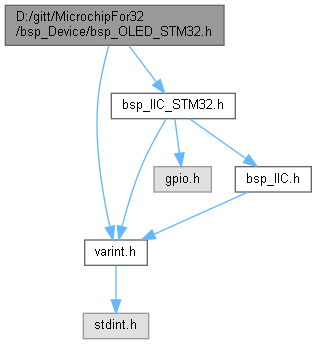 D:/gitt/MicrochipFor32
/bsp_Device/bsp_OLED_STM32.h
bsp_IIC_STM32.h
gpio.h
bsp_IIC.h
varint.h
stdint.h